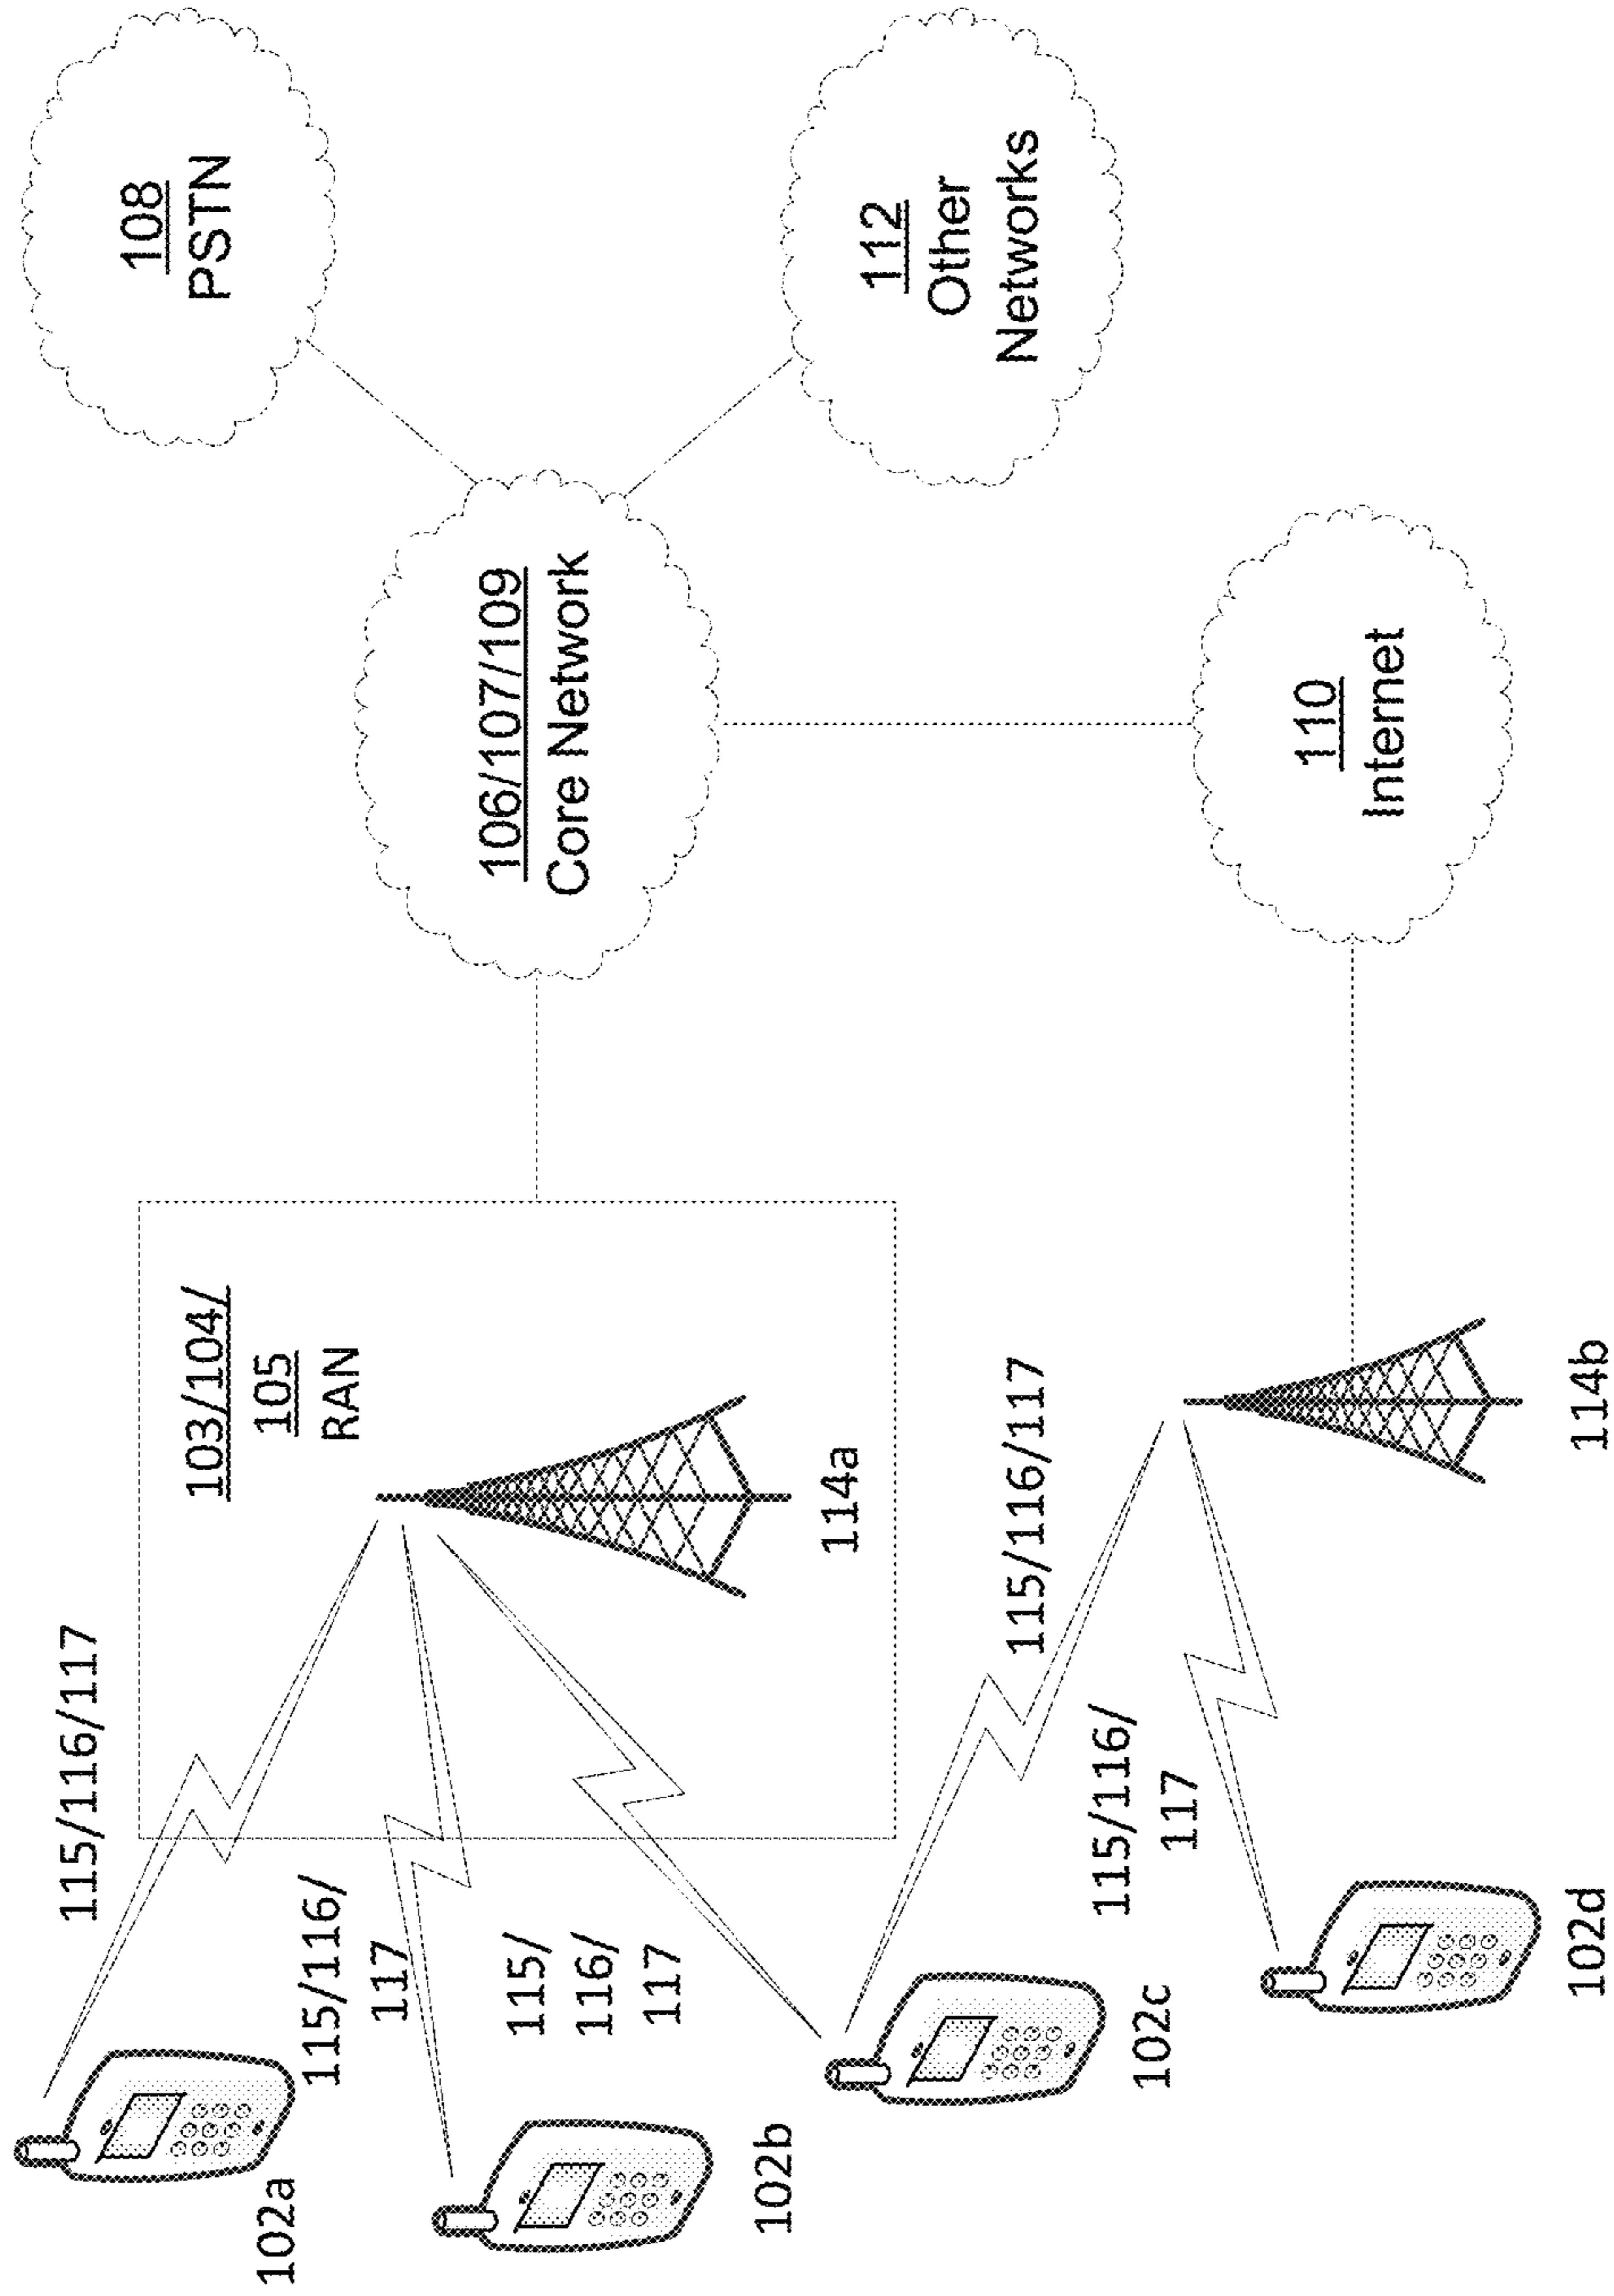 115/116/117
102a
115/116/
117
102b
115/
116/
117
103/104/
105
RAN
114a
106/107/109
Core Network
108
PSTN
112
Other
Networks
102c
115/116/117
115/116/
117
102d
114b
110
Internet